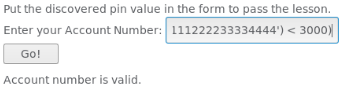 Put the discovered pin value in the form to pass the lesson.
Enter your Account Number: 11222233334444') < 3000)
Go!
Account number is valid.